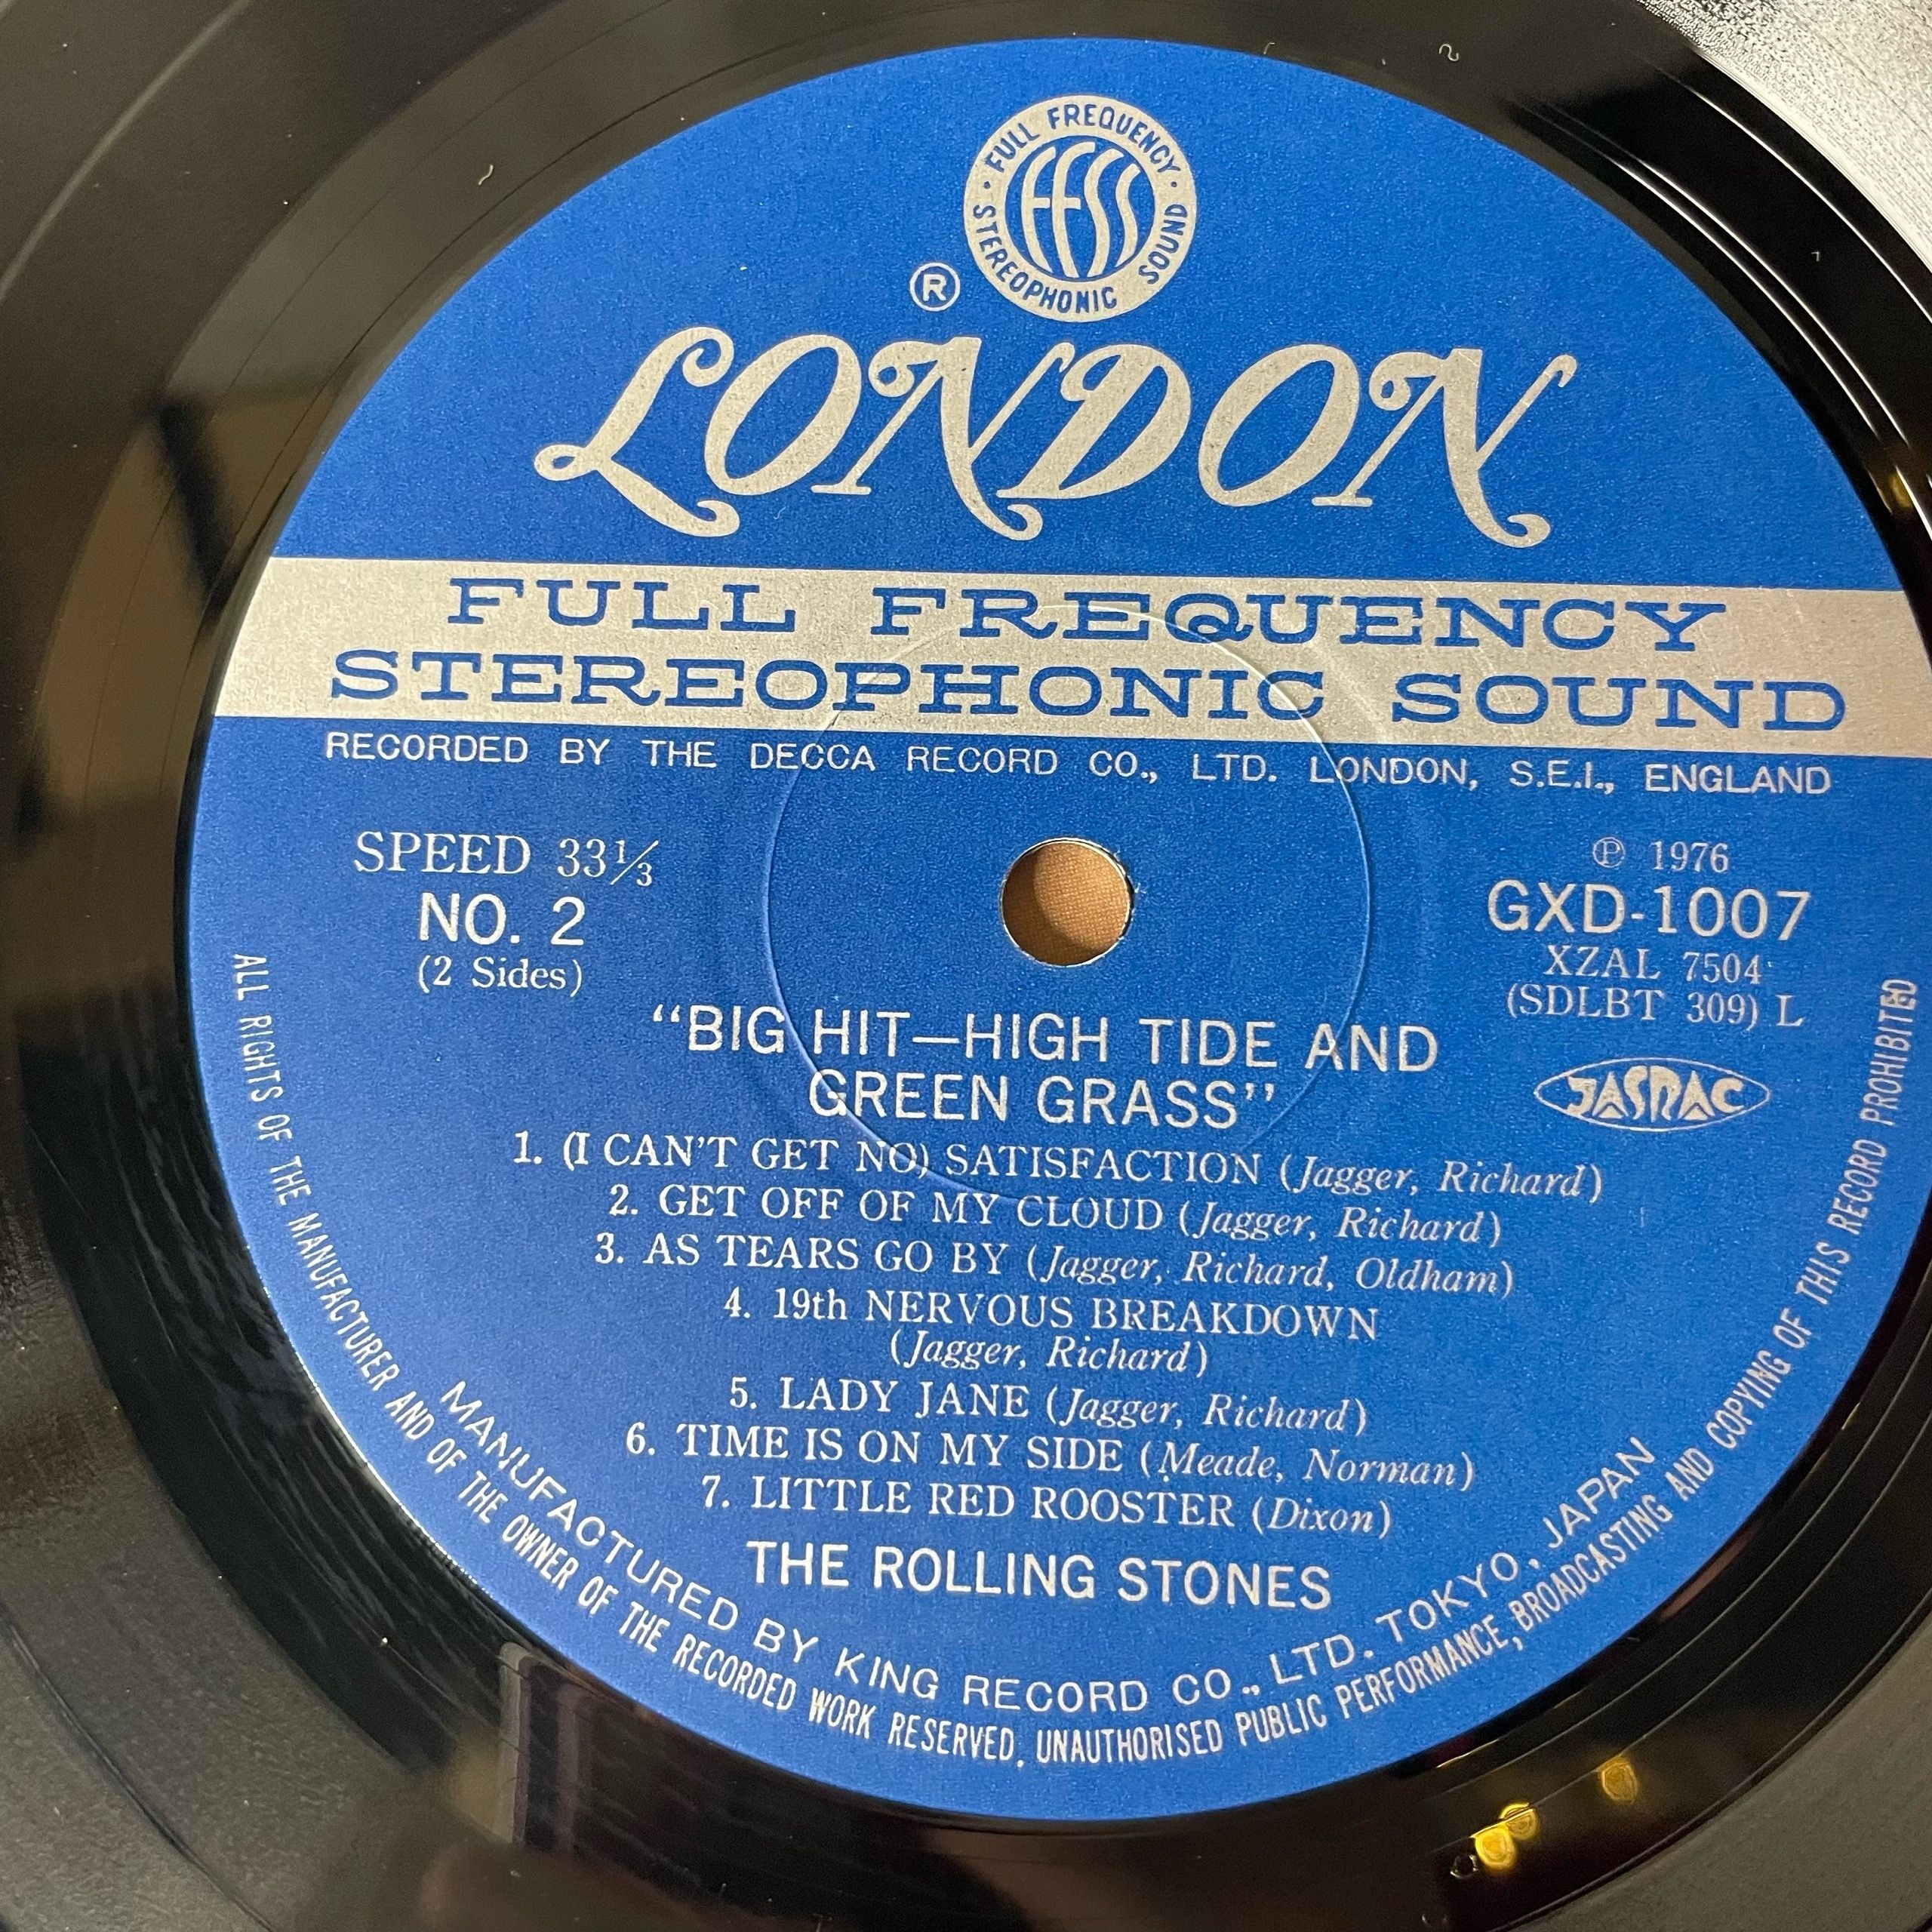 FULL FREQUENCY
STEREOPHONIC SOUND
FFSS
®
LONDON
FULL FREQUENCY
STEREOPHONIC SOUND
RECORDED BY THE DECCA RECORD CO., LTD. LONDON, S.E.I., ENGLAND
SPEED 33⅓
NO. 2
(2 Sides)
℗ 1976
GXD-1007
XZAL 7504
(SDLBT 309) L
JASRAC
“BIG HIT—HIGH TIDE AND
GREEN GRASS”
1. (I CAN'T GET NO) SATISFACTION (Jagger, Richard)
2. GET OFF OF MY CLOUD (Jagger, Richard)
3. AS TEARS GO BY (Jagger, Richard, Oldham)
4. 19th NERVOUS BREAKDOWN
(Jagger, Richard)
5. LADY JANE (Jagger, Richard)
6. TIME IS ON MY SIDE (Meade, Norman)
7. LITTLE RED ROOSTER (Dixon)
THE ROLLING STONES
MANUFACTURED BY KING RECORD CO., LTD. TOKYO, JAPAN
ALL RIGHTS OF THE MANUFACTURER AND OF THE OWNER OF THE RECORDED WORK RESERVED. UNAUTHORISED PUBLIC PERFORMANCE, BROADCASTING AND COPYING OF THIS RECORD PROHIBITED